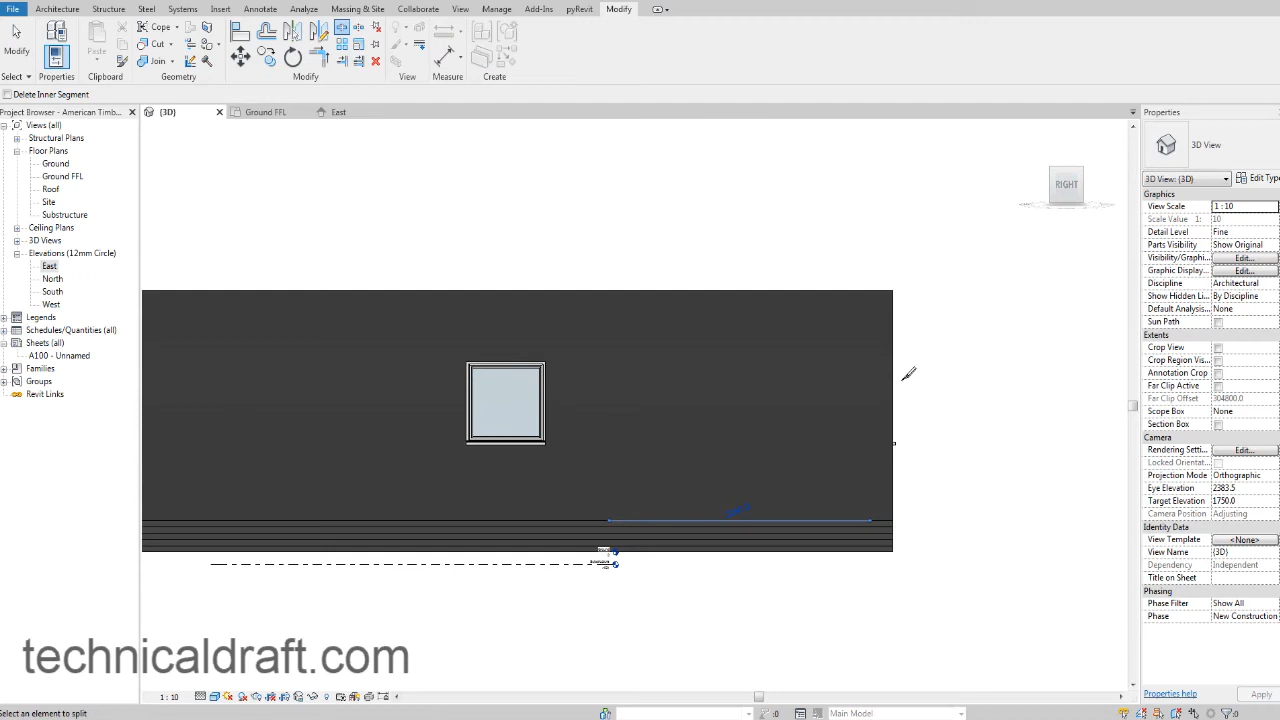 File Architecture Structure Steel Systems Insert Annotate Analyze Massing & Site Collaborate View Manage Add-Ins pyRevit Modify
Modify Paste Cope Cut Join
Select Properties Clipboard Geometry Modify View Measure Create
Delete Inner Segment
Project Browser - American Timb...
Views (all)
Structural Plans
Floor Plans
Ground
Ground FFL
Roof
Site
Substructure
Ceiling Plans
3D Views
Elevations (12mm Circle)
East
North
South
West
Legends
Schedules/Quantities (all)
Sheets (all)
A100 - Unnamed
Families
Groups
Revit Links
{3D} Ground FFL East
RIGHT
Properties
3D View
3D View: {3D} Edit Type
Graphics
View Scale 1 : 10
Scale Value 1: 10
Detail Level Fine
Parts Visibility Show Original
Visibility/Graphi... Edit...
Graphic Display... Edit...
Discipline Architectural
Show Hidden Li... By Discipline
Default Analysis... None
Sun Path
Extents
Crop View
Crop Region Vis...
Annotation Crop
Far Clip Active
Far Clip Offset 304800.0
Scope Box None
Section Box
Camera
Rendering Setti... Edit...
Locked Orientat...
Projection Mode Orthographic
Eye Elevation 2383.5
Target Elevation 1750.0
Camera Position Adjusting
Identity Data
View Template <None>
View Name {3D}
Dependency Independent
Title on Sheet
Phasing
Phase Filter Show All
Phase New Construction
Properties help Apply
technicaldraft.com
1 : 10
Select an element to split :0 Main Model :0